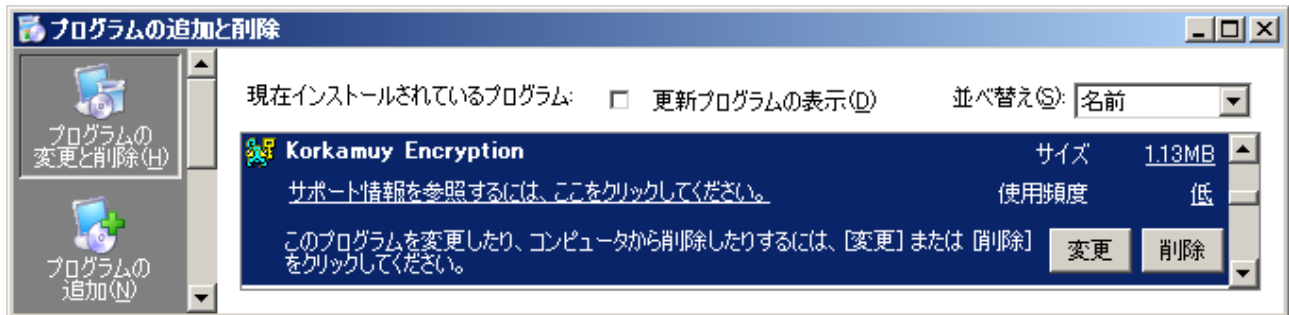 プログラムの追加と削除
プログラムの
変更と削除(H)
プログラムの
追加(N)
現在インストールされているプログラム: 更新プログラムの表示(D) 並べ替え(S): 名前
Korkamuy Encryption サイズ 1.13MB
サポート情報を参照するには、ここをクリックしてください。 使用頻度 低
このプログラムを変更したり、コンピュータから削除したりするには、[変更] または [削除]
をクリックしてください。 変更 削除